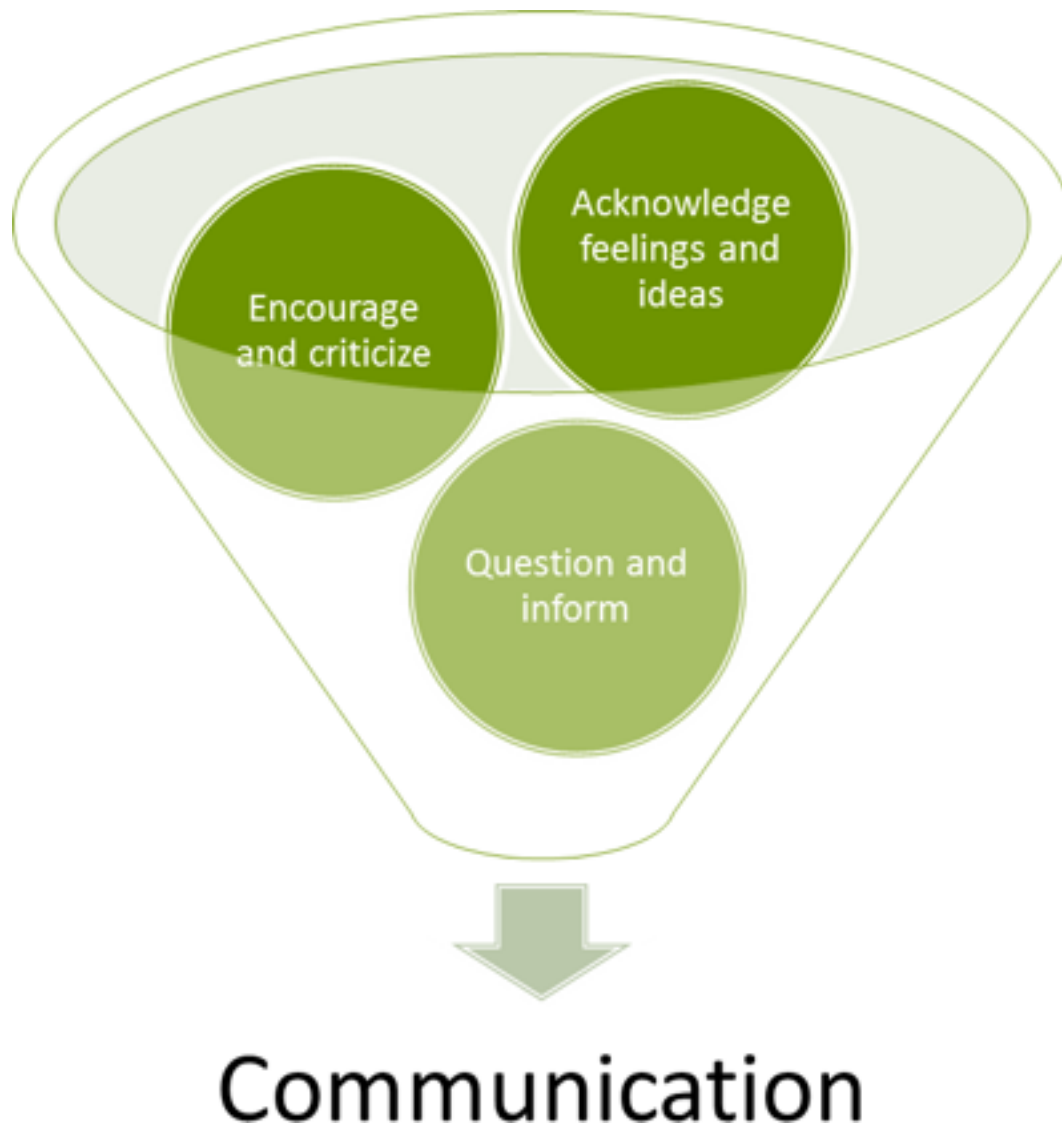 Acknowledge
feelings and
ideas
Encourage
and criticize
Question and
inform
Communication